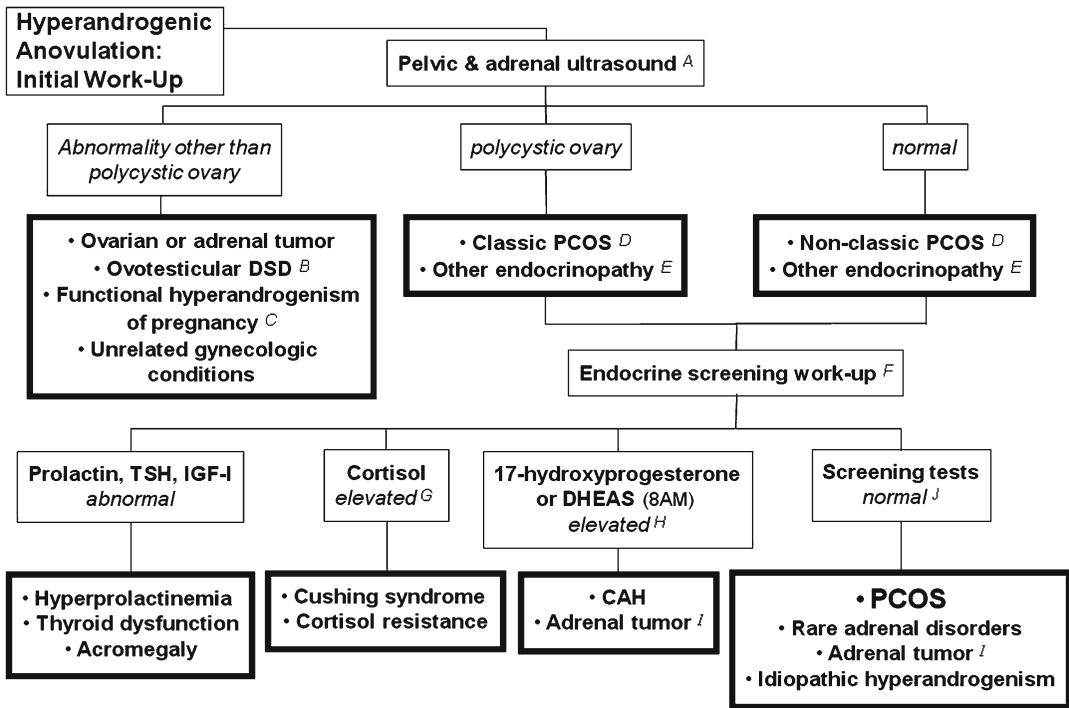 Hyperandrogenic
Anovulation:
Initial Work-Up
Pelvic & adrenal ultrasound A
Abnormality other than
polycystic ovary
polycystic ovary
normal
• Ovarian or adrenal tumor
• Ovotesticular DSD B
• Functional hyperandrogenism
of pregnancy C
• Unrelated gynecologic
conditions
• Classic PCOS D
• Other endocrinopathy E
• Non-classic PCOS D
• Other endocrinopathy E
Endocrine screening work-up F
Prolactin, TSH, IGF-I
abnormal
Cortisol
elevated G
17-hydroxyprogesterone
or DHEAS (8AM)
elevated H
Screening tests
normal J
• Hyperprolactinemia
• Thyroid dysfunction
• Acromegaly
• Cushing syndrome
• Cortisol resistance
• CAH
• Adrenal tumor I
• PCOS
• Rare adrenal disorders
• Adrenal tumor I
• Idiopathic hyperandrogenism